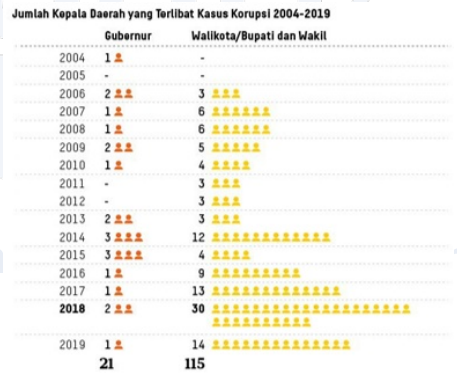 Jumlah Kepala Daerah yang Terlibat Kasus Korupsi 2004-2019
Gubernur Walikota/Bupati dan Wakil
2004 1 -
2005 - -
2006 2 3
2007 1 6
2008 1 6
2009 2 5
2010 1 4
2011 - 3
2012 - 3
2013 2 3
2014 3 12
2015 3 4
2016 1 9
2017 1 13
2018 2 30
2019 1 14
21 115